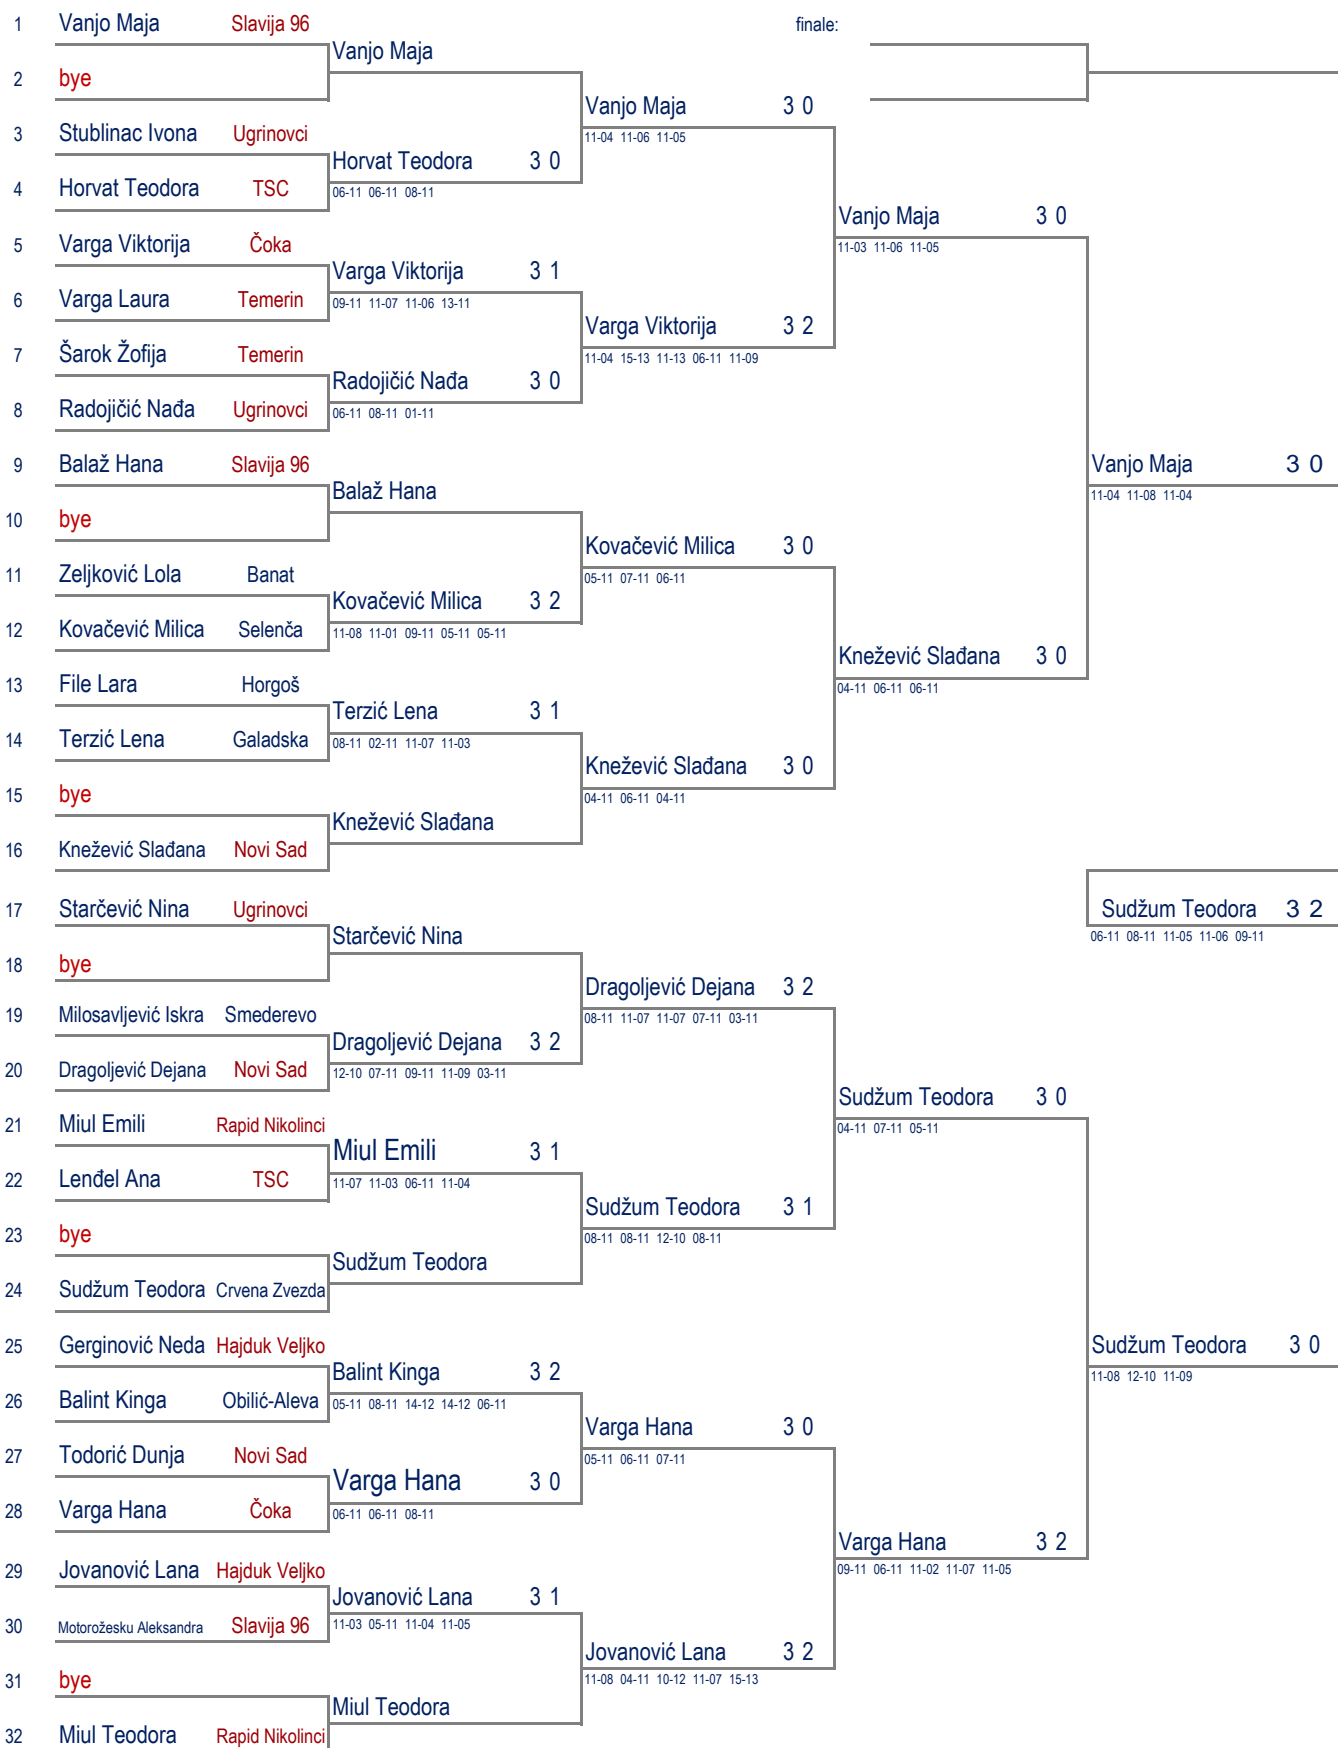 1 Vanjo Maja Slavija 96 finale:
Vanjo Maja
2 bye
Vanjo Maja 3 0
3 Stublinac Ivona Ugrinovci 11-04 11-06 11-05
Horvat Teodora 3 0
4 Horvat Teodora TSC 06-11 06-11 08-11
Vanjo Maja 3 0
5 Varga Viktorija Čoka 11-03 11-06 11-05
Varga Viktorija 3 1
6 Varga Laura Temerin 09-11 11-07 11-06 13-11
Varga Viktorija 3 2
7 Šarok Žofija Temerin 11-04 15-13 11-13 06-11 11-09
Radojičić Nađa 3 0
8 Radojičić Nađa Ugrinovci 06-11 08-11 01-11
9 Balaž Hana Slavija 96 Vanjo Maja 3 0
Balaž Hana 11-04 11-08 11-04
10 bye
Kovačević Milica 3 0
11 Zeljković Lola Banat 05-11 07-11 06-11
Kovačević Milica 3 2
12 Kovačević Milica Selenča 11-08 11-01 09-11 05-11 05-11
Knežević Slađana 3 0
13 File Lara Horgoš 04-11 06-11 06-11
Terzić Lena 3 1
14 Terzić Lena Galadska 08-11 02-11 11-07 11-03
Knežević Slađana 3 0
15 bye 04-11 06-11 04-11
Knežević Slađana
16 Knežević Slađana Novi Sad
17 Starčević Nina Ugrinovci Sudžum Teodora 3 2
Starčević Nina 06-11 08-11 11-05 11-06 09-11
18 bye
Dragoljević Dejana 3 2
19 Milosavljević Iskra Smederevo 08-11 11-07 11-07 07-11 03-11
Dragoljević Dejana 3 2
20 Dragoljević Dejana Novi Sad 12-10 07-11 09-11 11-09 03-11
Sudžum Teodora 3 0
21 Miul Emili Rapid Nikolinci 04-11 07-11 05-11
Miul Emili 3 1
22 Lenđel Ana TSC 11-07 11-03 06-11 11-04
Sudžum Teodora 3 1
23 bye 08-11 08-11 12-10 08-11
Sudžum Teodora
24 Sudžum Teodora Crvena Zvezda
25 Gerginović Neda Hajduk Veljko Sudžum Teodora 3 0
Balint Kinga 3 2 11-08 12-10 11-09
26 Balint Kinga Obilić-Aleva 05-11 08-11 14-12 14-12 06-11
Varga Hana 3 0
27 Todorić Dunja Novi Sad 05-11 06-11 07-11
Varga Hana 3 0
28 Varga Hana Čoka 06-11 06-11 08-11
Varga Hana 3 2
29 Jovanović Lana Hajduk Veljko 09-11 06-11 11-02 11-07 11-05
Jovanović Lana 3 1
30 Motorožesku Aleksandra Slavija 96 11-03 05-11 11-04 11-05
Jovanović Lana 3 2
31 bye 11-08 04-11 10-12 11-07 15-13
Miul Teodora
32 Miul Teodora Rapid Nikolinci